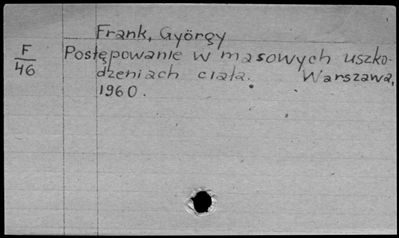 Frank, György
F
46
Postępowanie w masowych uszko-
dzeniach ciała. Warszawa,
1960.